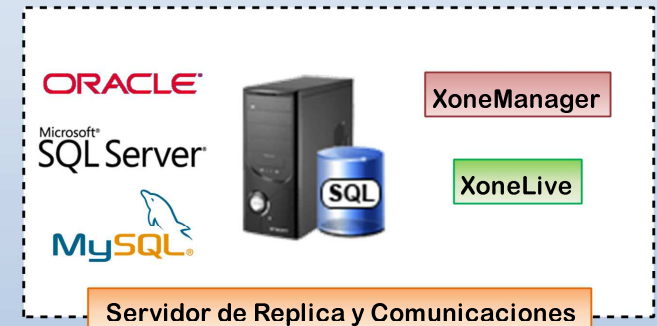 ORACLE®
Microsoft®
SQL Server®
MySQL®
SQL
XoneManager
XoneLive
Servidor de Replica y Comunicaciones